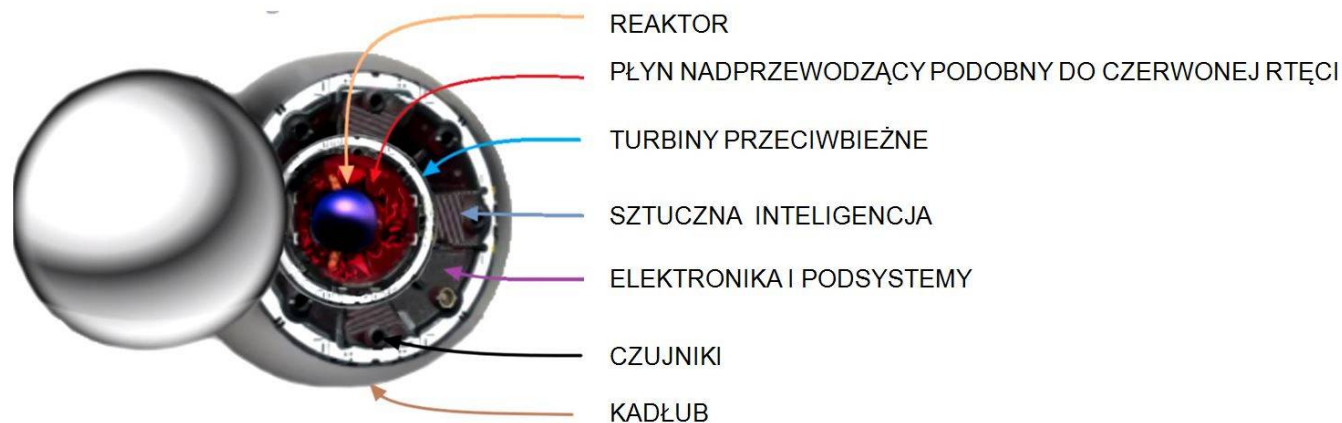 REAKTOR
PŁYN NADPRZEWODZĄCY PODOBNY DO CZERWONEJ RTĘCI
TURBINY PRZECIWBIEŻNE
SZTUCZNA INTELIGENCJA
ELEKTRONIKA I PODSYSTEMY
CZUJNIKI
KADŁUB